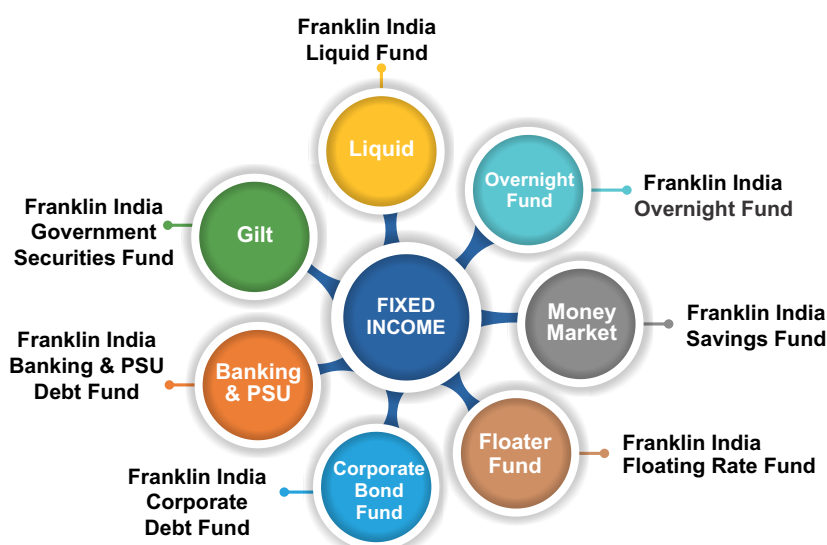 Franklin India
Liquid Fund
Liquid
Overnight
Fund
Franklin India
Overnight Fund
Franklin India
Government
Securities Fund
Gilt
FIXED
INCOME
Money
Market
Franklin India
Savings Fund
Franklin India
Banking & PSU
Debt Fund
Banking
& PSU
Floater
Fund
Franklin India
Floating Rate Fund
Franklin India
Corporate
Debt Fund
Corporate
Bond
Fund